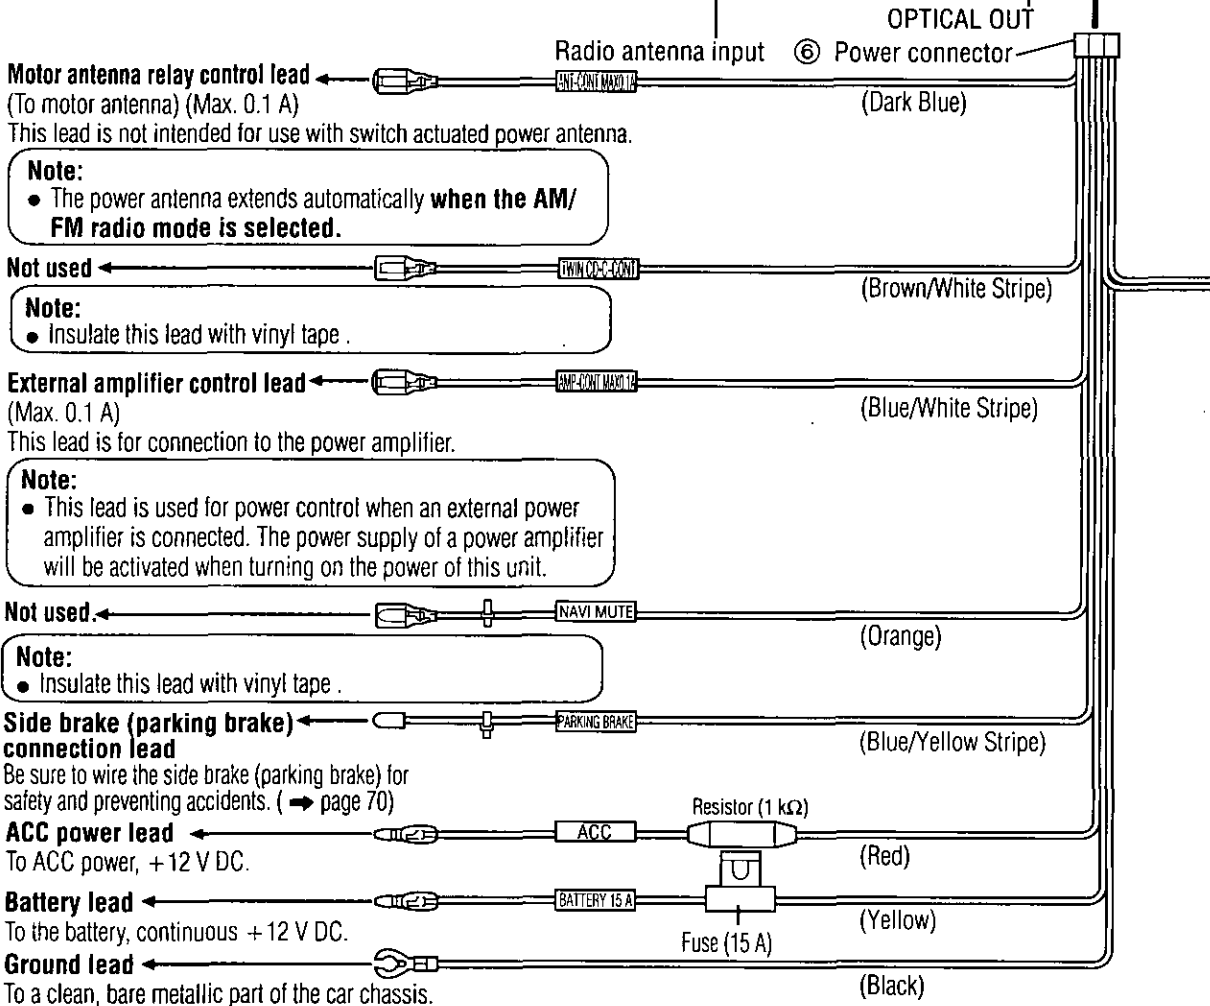 OPTICAL OUT
Radio antenna input ⑥ Power connector
Motor antenna relay control lead
ANT-CONT MAX0.1A
(To motor antenna) (Max. 0.1 A)
(Dark Blue)
This lead is not intended for use with switch actuated power antenna.
Note:
● The power antenna extends automatically when the AM/
FM radio mode is selected.
Not used
TWIN CD-C-CONT
(Brown/White Stripe)
Note:
● Insulate this lead with vinyl tape .
External amplifier control lead
AMP-CONT MAX0.1A
(Max. 0.1 A)
(Blue/White Stripe)
This lead is for connection to the power amplifier.
Note:
● This lead is used for power control when an external power
amplifier is connected. The power supply of a power amplifier
will be activated when turning on the power of this unit.
Not used.
NAVI MUTE
(Orange)
Note:
● Insulate this lead with vinyl tape .
Side brake (parking brake)
connection lead
PARKING BRAKE
(Blue/Yellow Stripe)
Be sure to wire the side brake (parking brake) for
safety and preventing accidents. ( ➡ page 70)
Resistor (1 kΩ)
ACC power lead
ACC
(Red)
To ACC power, +12 V DC.
Battery lead
BATTERY 15 A
(Yellow)
To the battery, continuous +12 V DC.
Fuse (15 A)
Ground lead
(Black)
To a clean, bare metallic part of the car chassis.